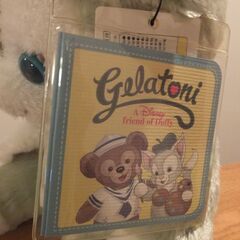 Gelatoni
A Disney
friend of Duffy